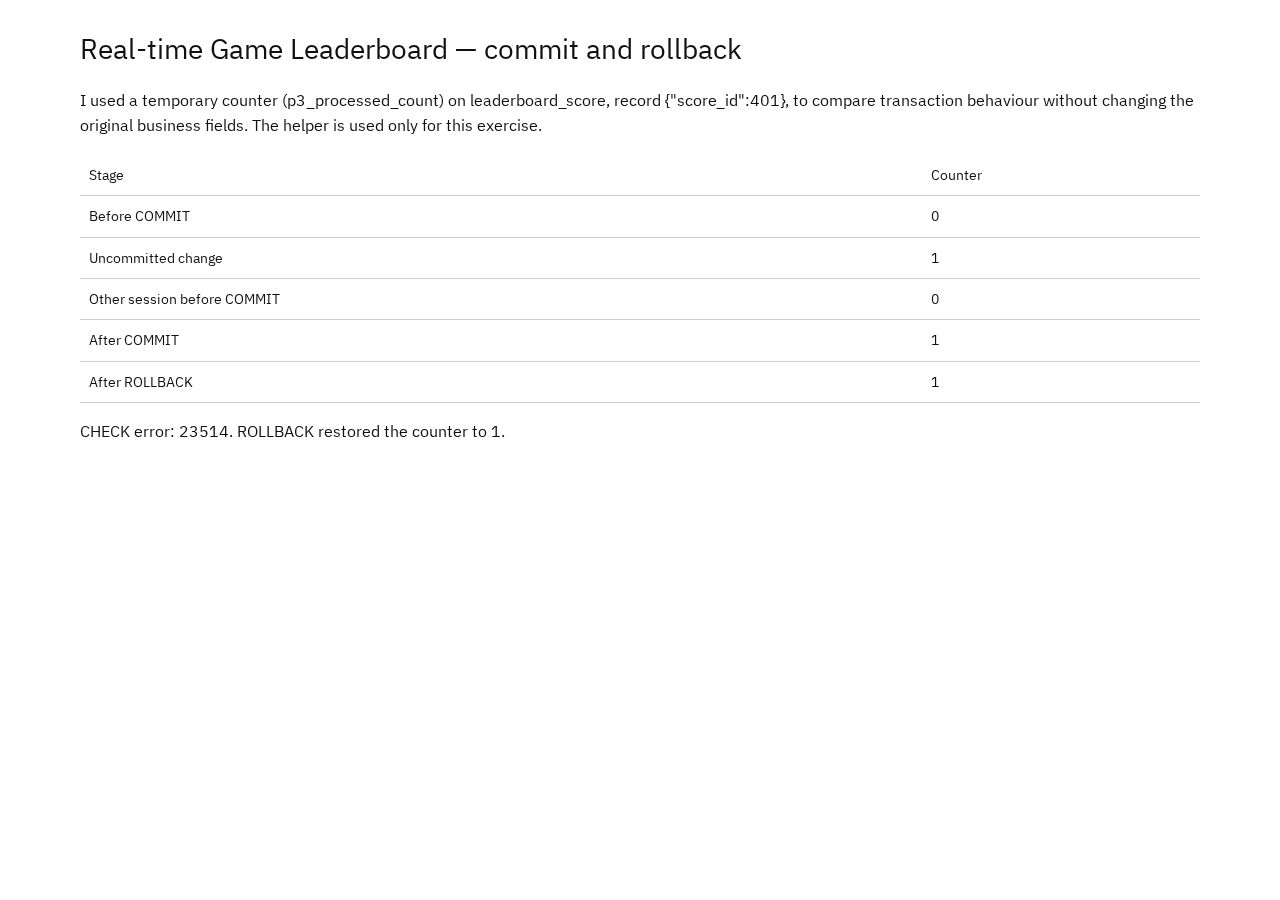 Real-time Game Leaderboard — commit and rollback
I used a temporary counter (p3_processed_count) on leaderboard_score, record {"score_id":401}, to compare transaction behaviour without changing the
original business fields. The helper is used only for this exercise.
Stage Counter
Before COMMIT 0
Uncommitted change 1
Other session before COMMIT 0
After COMMIT 1
After ROLLBACK 1
CHECK error: 23514. ROLLBACK restored the counter to 1.